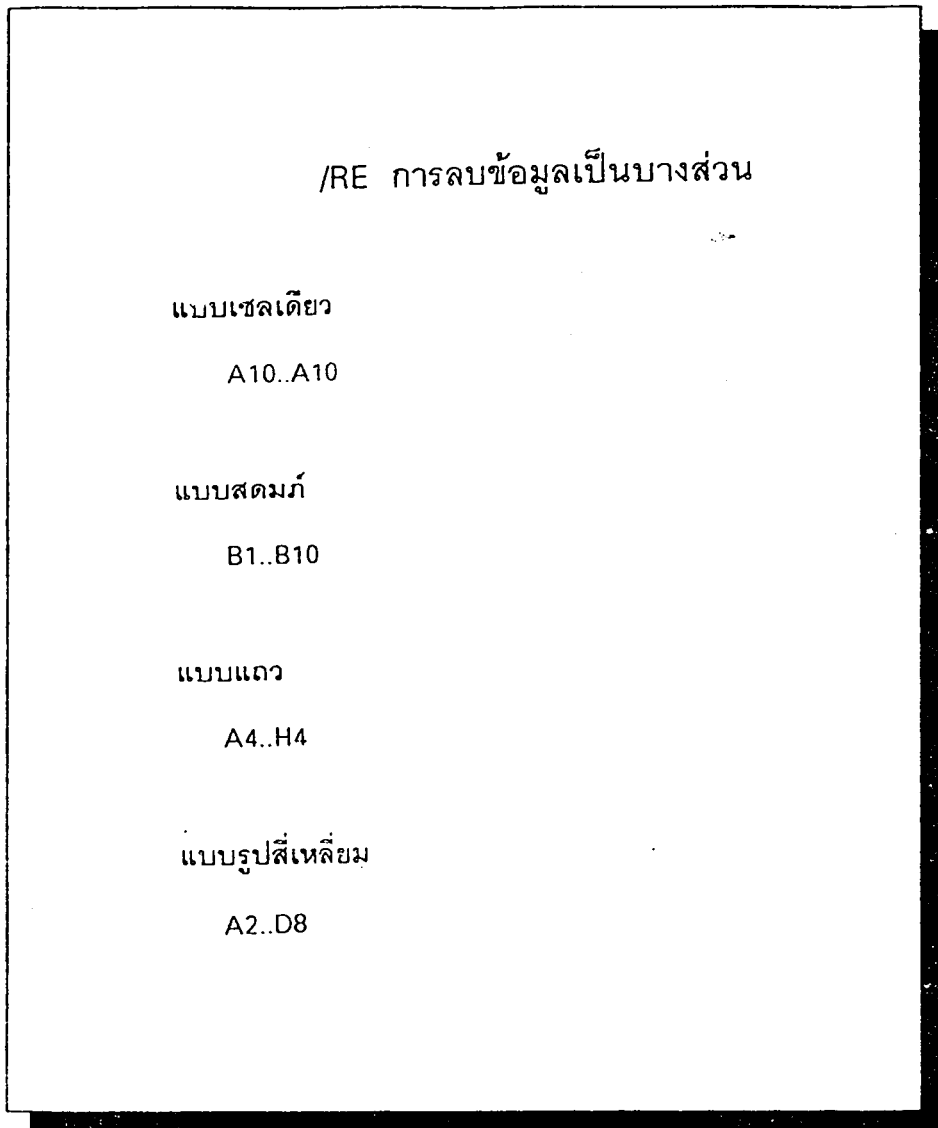 /RE การลบข้อมูลเป็นบางส่วน
แบบเซลเดียว
A10..A10
แบบสดมภ์
B1..B10
แบบแถว
A4..H4
แบบรูปสี่เหลี่ยม
A2..D8